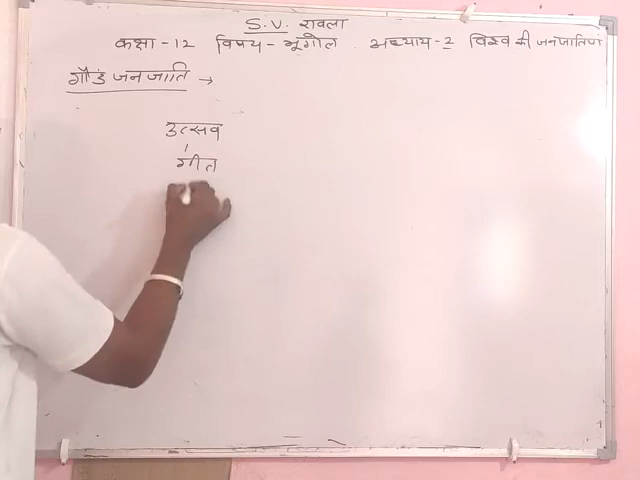 S.V. रावला
कक्षा - 12 विषय - भूगोल अध्याय - 2 विश्व की जनजातियां
गौंड जनजाति →
उत्सव
गीत